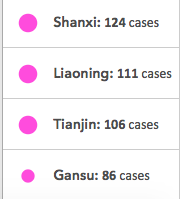 Shanxi: 124 cases
Liaoning: 111 cases
Tianjin: 106 cases
Gansu: 86 cases